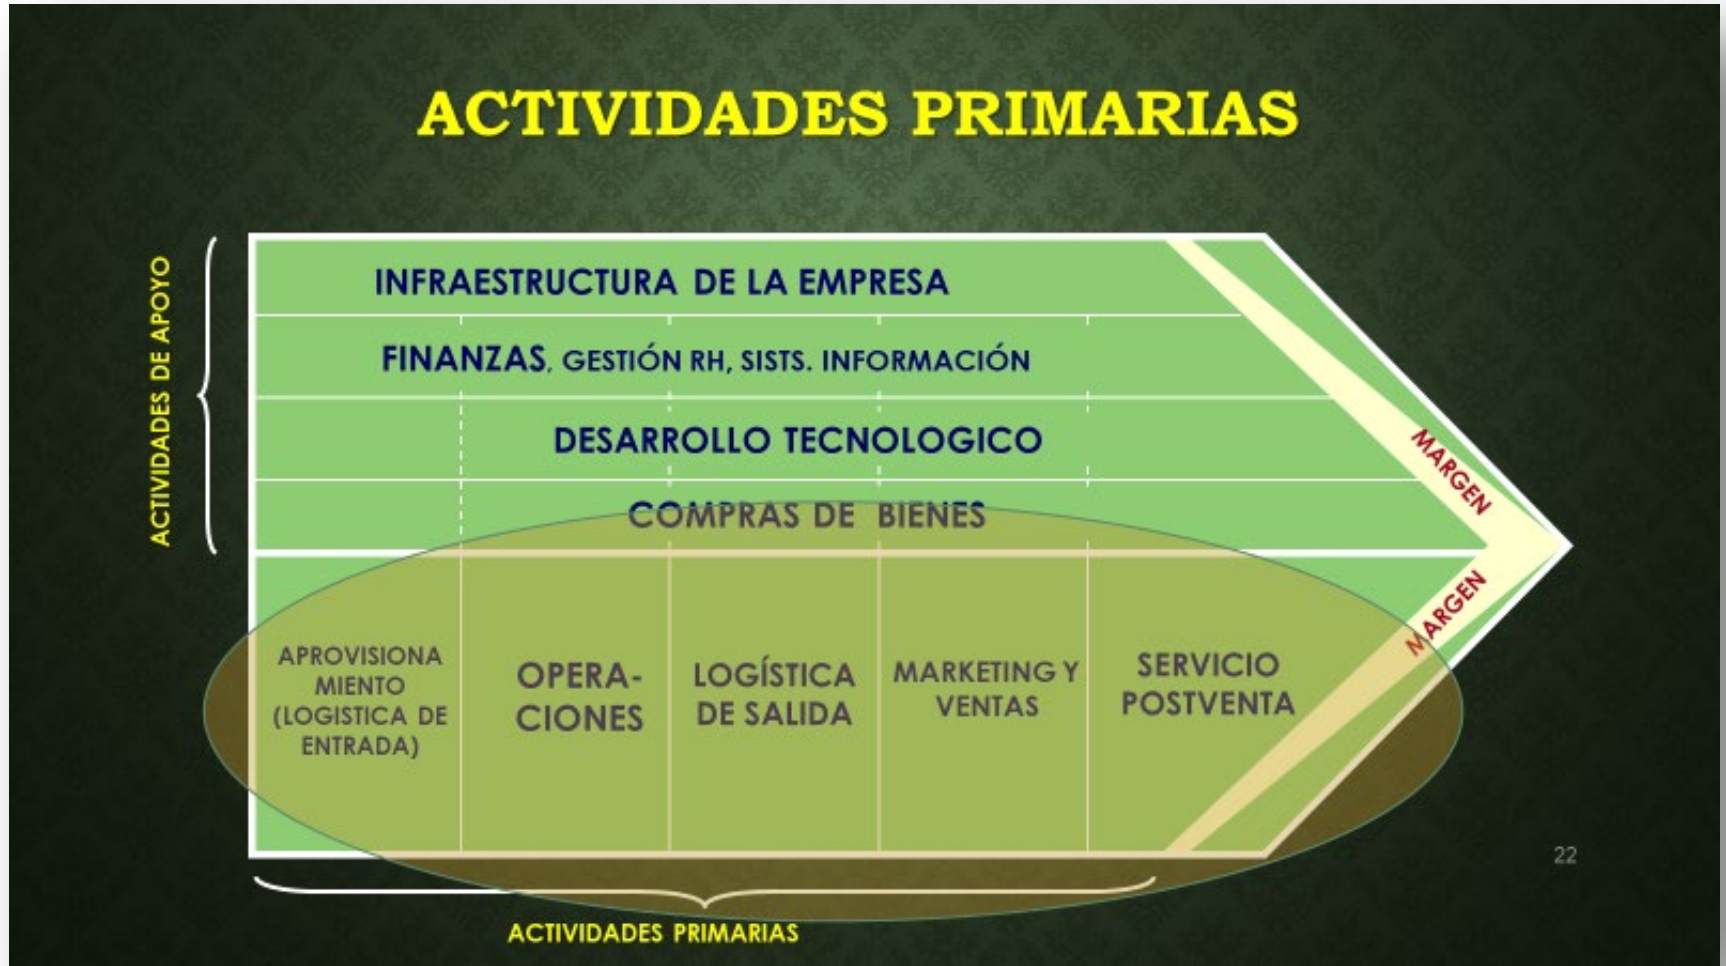 ACTIVIDADES PRIMARIAS
ACTIVIDADES DE APOYO
INFRAESTRUCTURA DE LA EMPRESA
FINANZAS, GESTIÓN RH, SISTS. INFORMACIÓN
DESARROLLO TECNOLOGICO
COMPRAS DE BIENES
MARGEN
MARGEN
APROVISIONA
MIENTO
(LOGISTICA DE
ENTRADA)
OPERA-
CIONES
LOGÍSTICA
DE SALIDA
MARKETING Y
VENTAS
SERVICIO
POSTVENTA
22
ACTIVIDADES PRIMARIAS